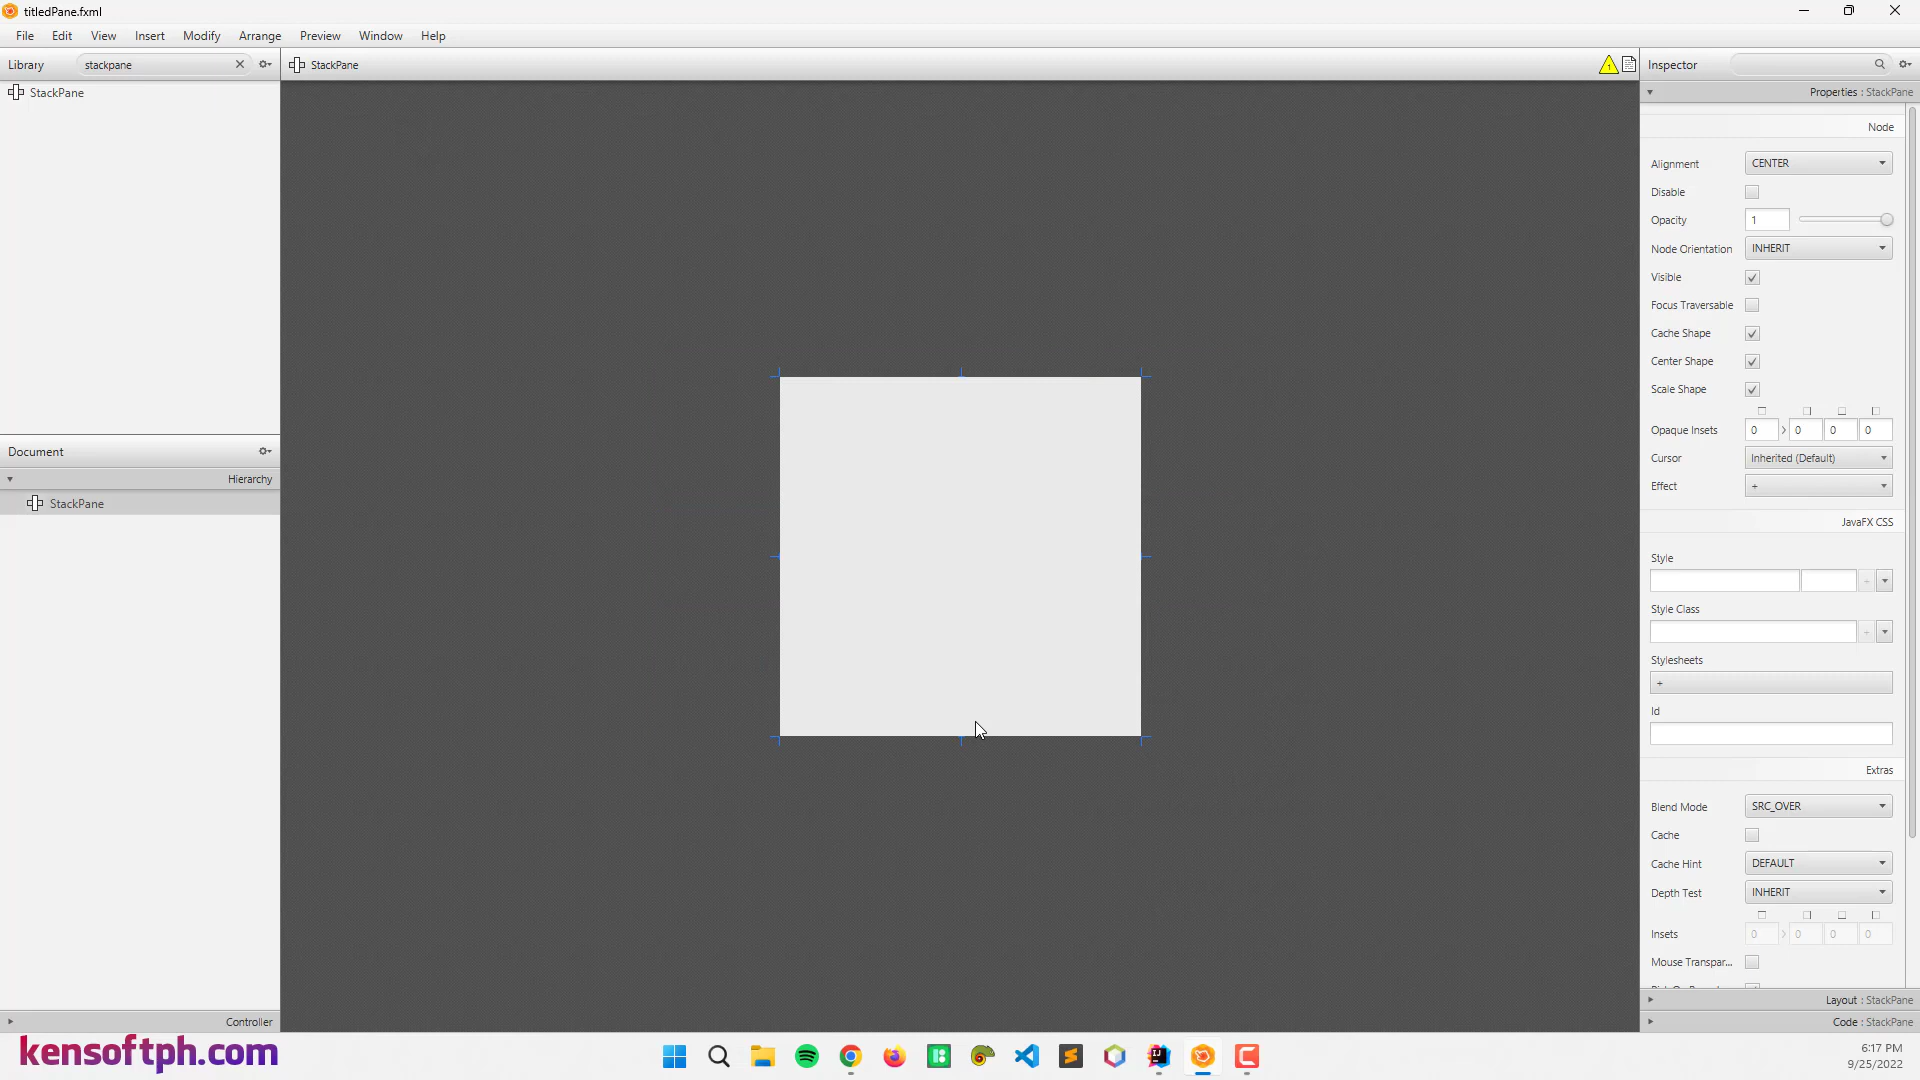 titledPane.fxml
File Edit View Insert Modify Arrange Preview Window Help
Library stackpane
StackPane
StackPane
1
Inspector
Properties : StackPane
Node
Alignment CENTER
Disable
Opacity 1
Node Orientation INHERIT
Visible
Focus Traversable
Cache Shape
Center Shape
Scale Shape
Opaque Insets 0 0 0 0
Cursor Inherited (Default)
Effect +
JavaFX CSS
Style
Style Class
Stylesheets
+
Id
Extras
Blend Mode SRC_OVER
Cache
Cache Hint DEFAULT
Depth Test INHERIT
Insets 0 0 0 0
Mouse Transpar...
Layout : StackPane
Code : StackPane
Document
Hierarchy
StackPane
Controller
kensoftph.com
6:17 PM
9/25/2022